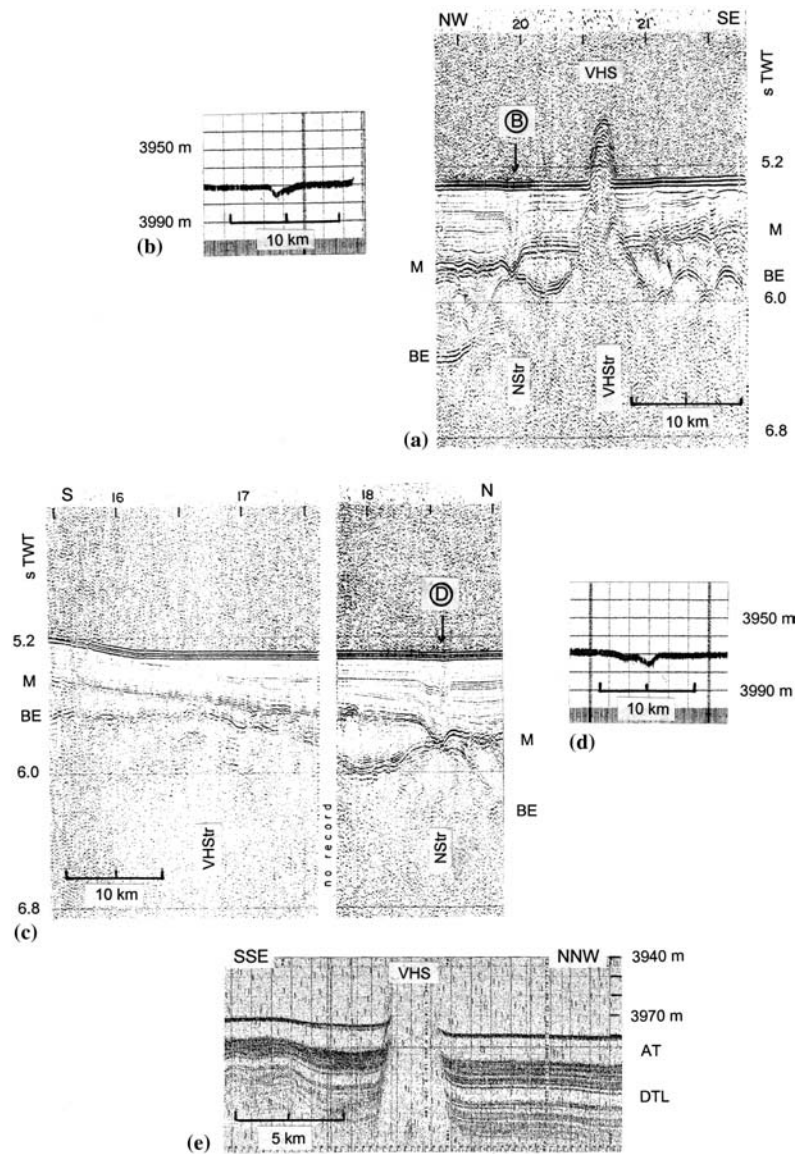 NW 20 21 SE
VHS
s TWT
B
5.2
M
M
BE
6.0
BE
NStr
VHStr
10 km
6.8
(a)
3950 m
3990 m
10 km
(b)
S 16 17 18 N
s TWT
D
5.2
M
BE
M
6.0
BE
VHStr
no record
NStr
10 km
6.8
(c)
3950 m
3990 m
10 km
(d)
SSE VHS NNW
3940 m
3970 m
AT
DTL
5 km
(e)